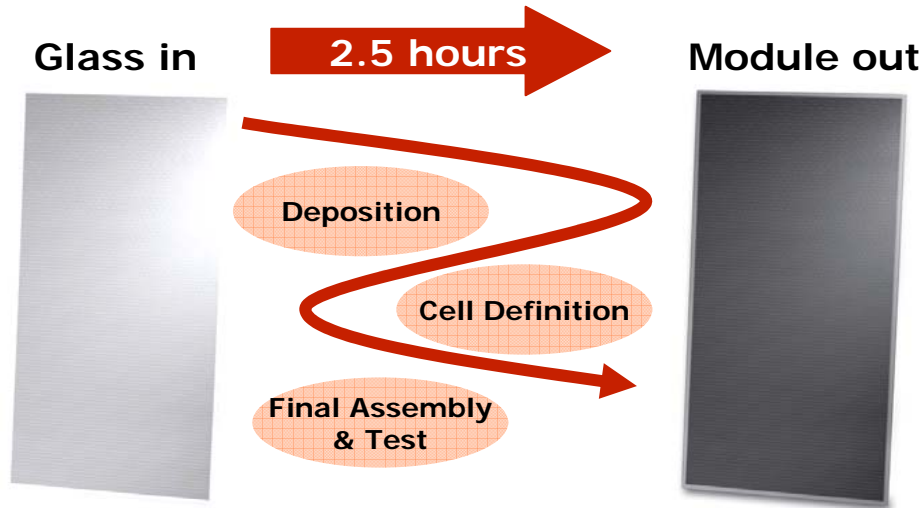 Glass in
2.5 hours
Module out
Deposition
Cell Definition
Final Assembly
& Test